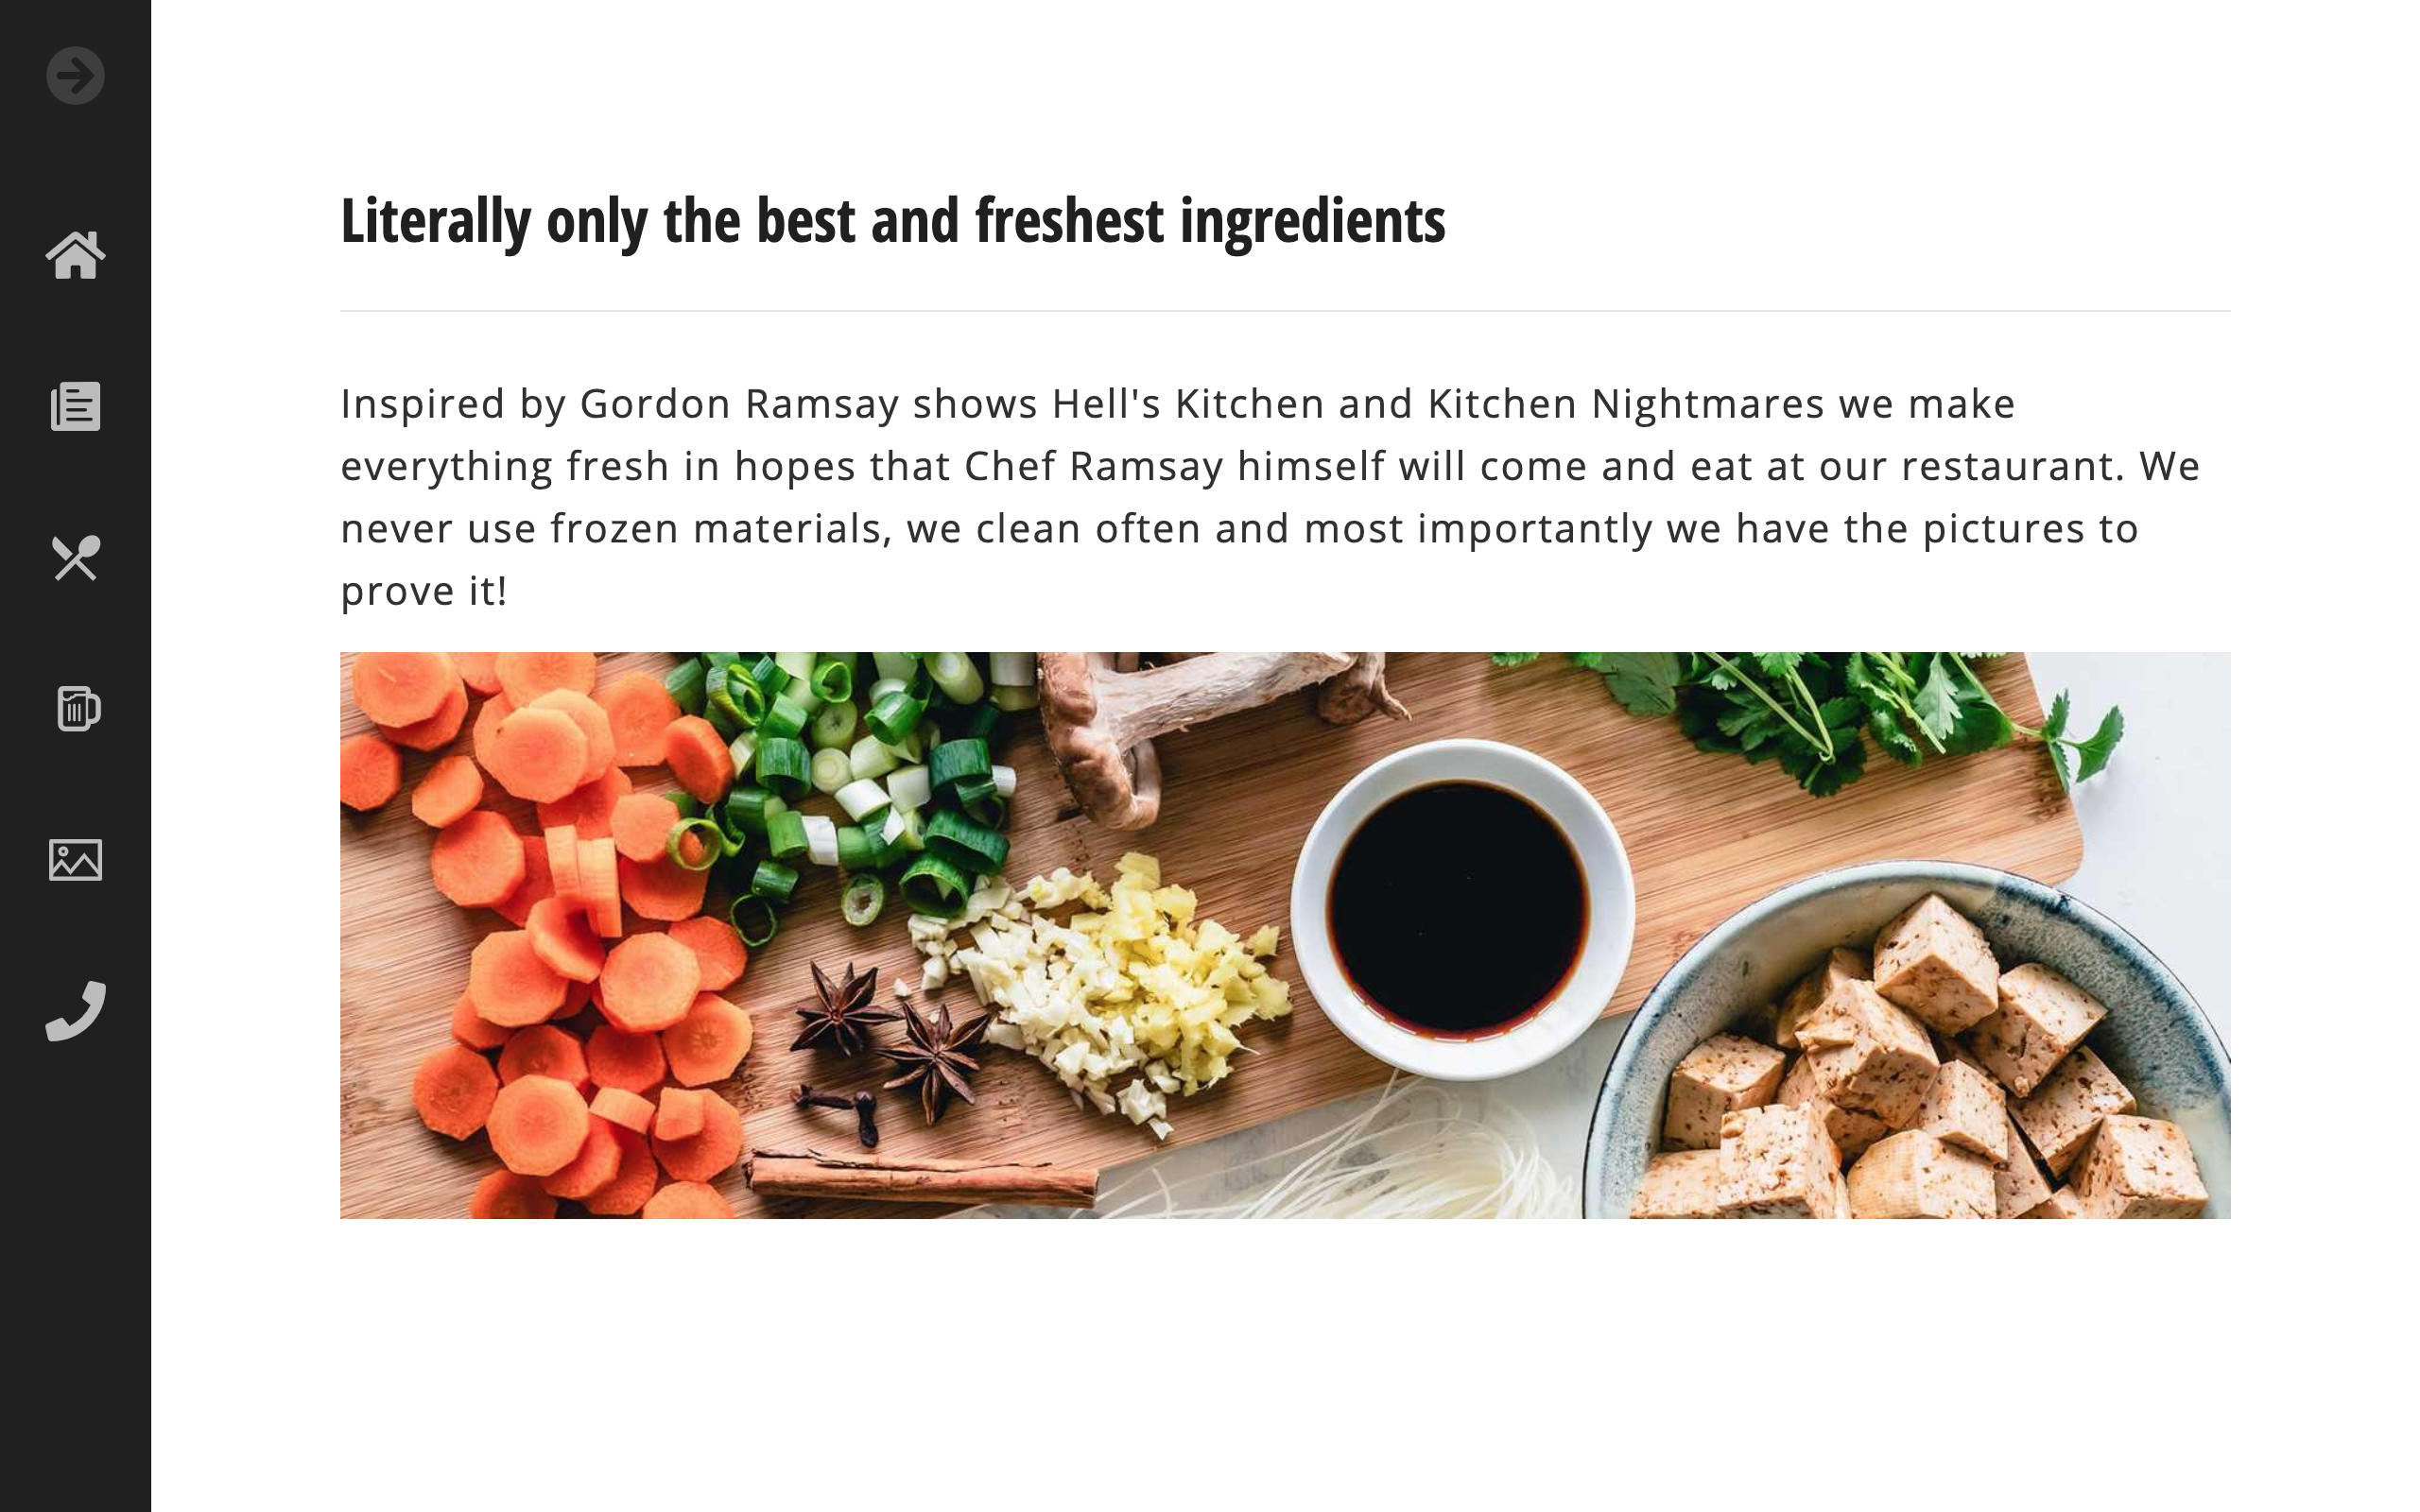 Literally only the best and freshest ingredients
Inspired by Gordon Ramsay shows Hell's Kitchen and Kitchen Nightmares we make
everything fresh in hopes that Chef Ramsay himself will come and eat at our restaurant. We
never use frozen materials, we clean often and most importantly we have the pictures to
prove it!